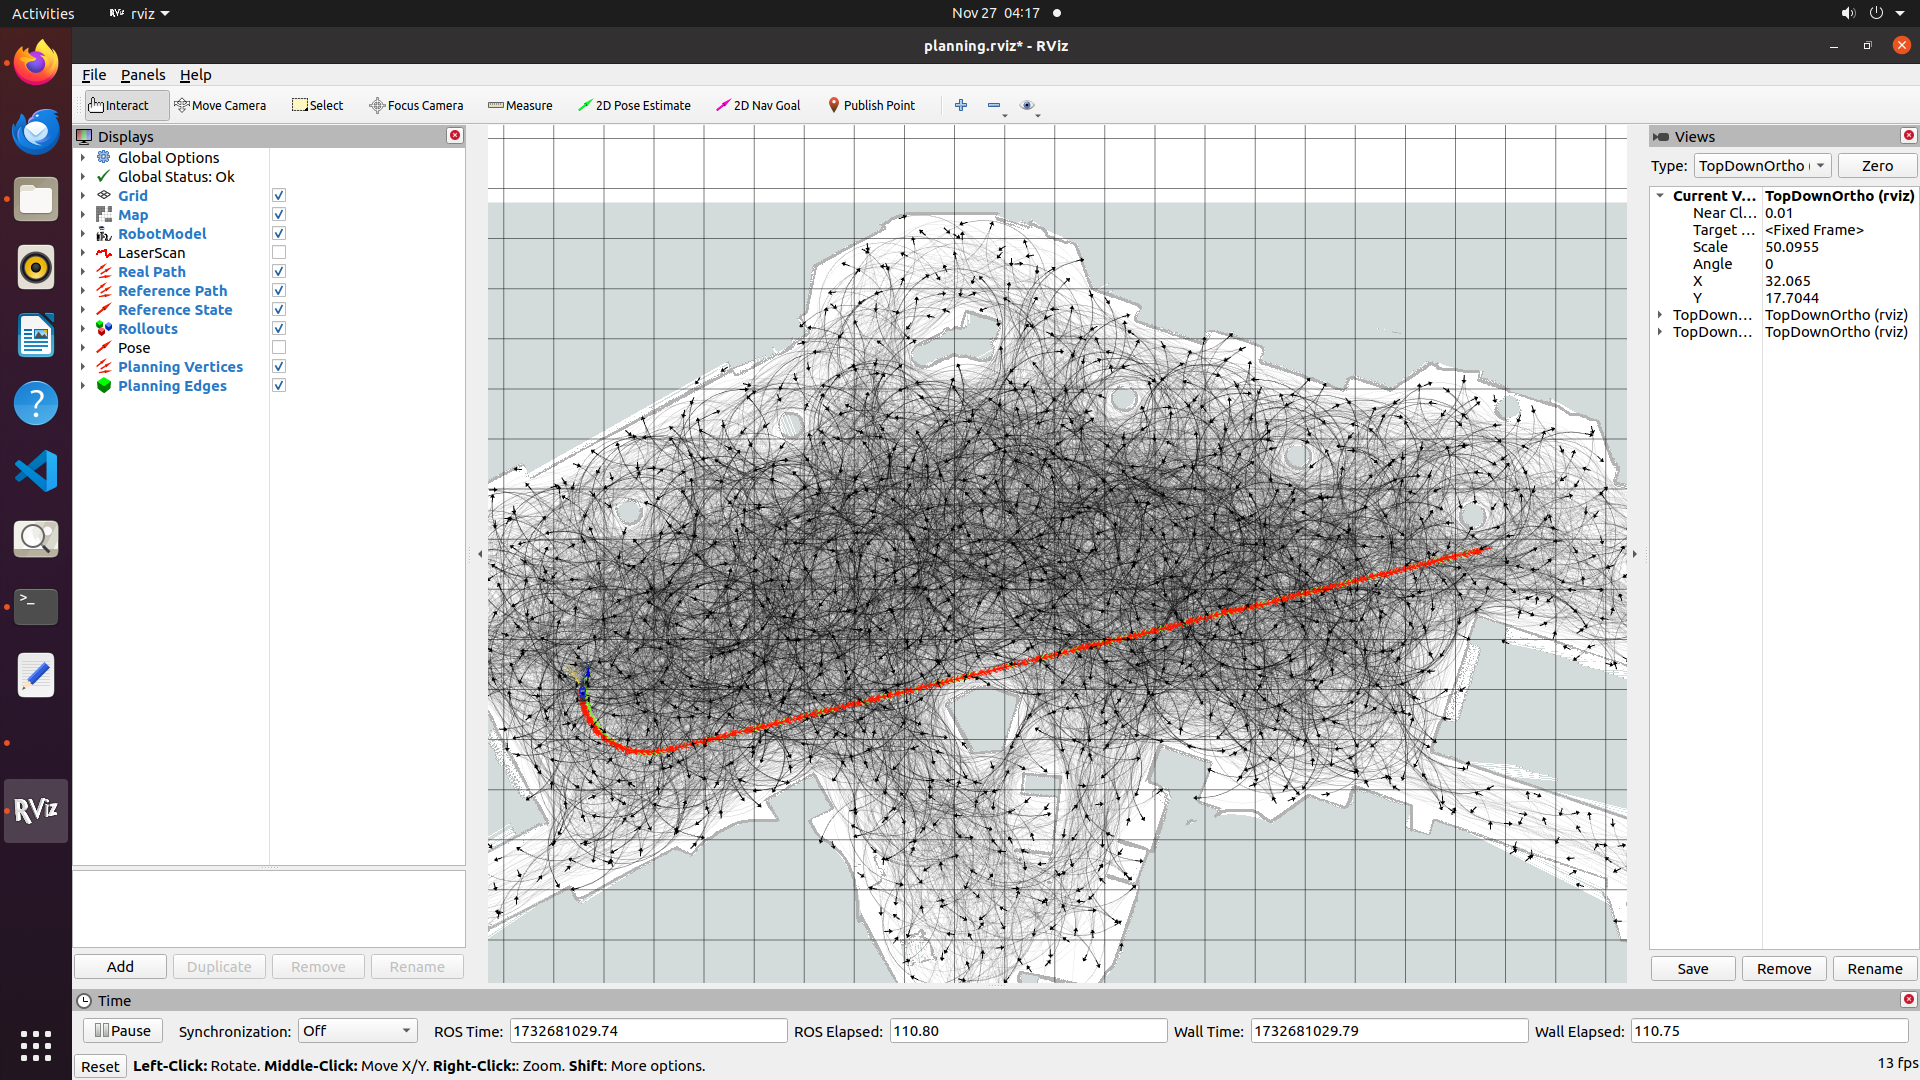 Activities
RViz rviz
Nov 27 04:17
planning.rviz* - RViz
File Panels Help
Interact Move Camera Select Focus Camera Measure 2D Pose Estimate 2D Nav Goal Publish Point
Displays
Global Options
Global Status: Ok
Grid
Map
RobotModel
LaserScan
Real Path
Reference Path
Reference State
Rollouts
Pose
Planning Vertices
Planning Edges
Add Duplicate Remove Rename
Views
Type: TopDownOrtho ( Zero
Current V... TopDownOrtho (rviz)
Near Cl... 0.01
Target ... <Fixed Frame>
Scale 50.0955
Angle 0
X 32.065
Y 17.7044
TopDown... TopDownOrtho (rviz)
TopDown... TopDownOrtho (rviz)
Save Remove Rename
RViz
Time
Pause Synchronization: Off ROS Time: 1732681029.74 ROS Elapsed: 110.80 Wall Time: 1732681029.79 Wall Elapsed: 110.75
Reset Left-Click: Rotate. Middle-Click: Move X/Y. Right-Click:: Zoom. Shift: More options.
13 fps